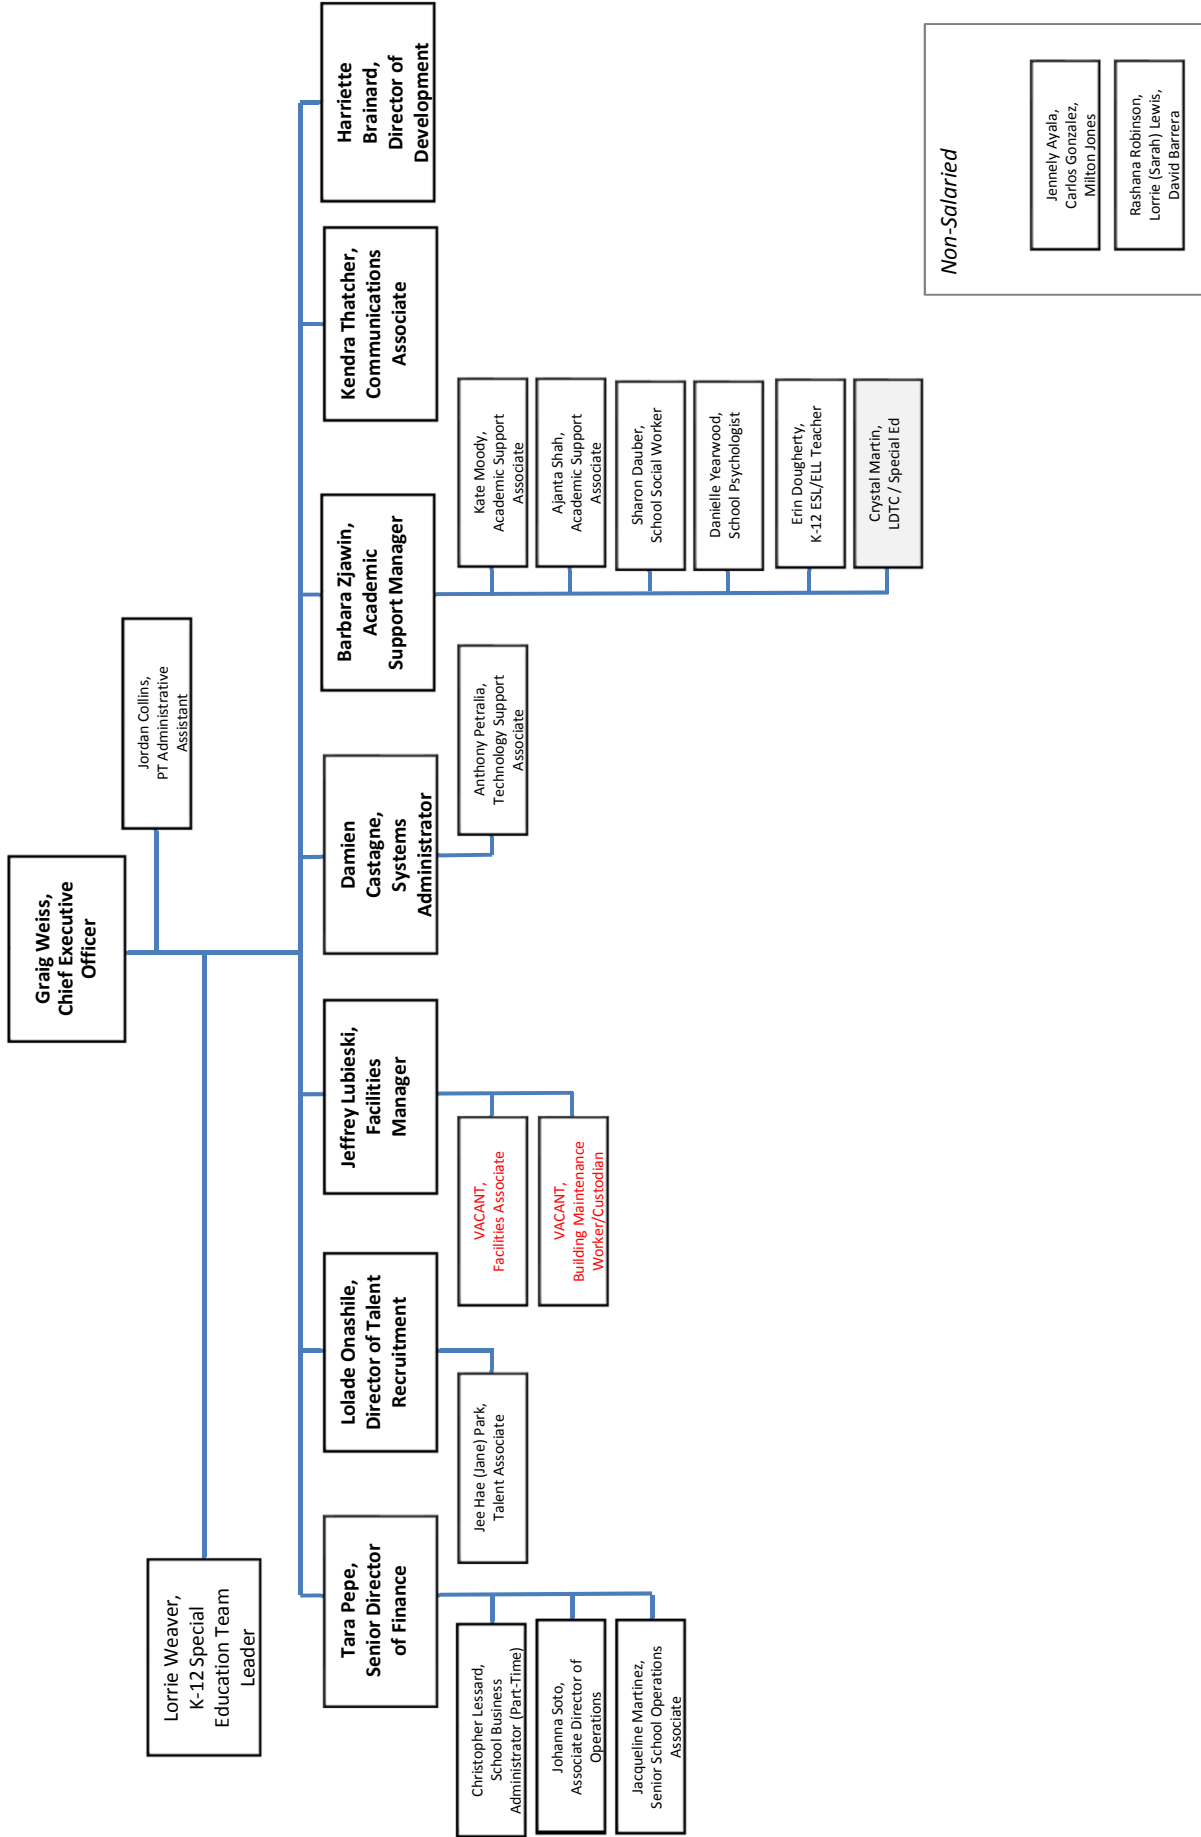 Graig Weiss,
Chief Executive
Officer
Jordan Collins,
PT Administrative
Assistant
Lorrie Weaver,
K-12 Special
Education Team
Leader
Tara Pepe,
Senior Director
of Finance
Lolade Onashile,
Director of Talent
Recruitment
Jeffrey Lubieski,
Facilities
Manager
Damien
Castagne,
Systems
Administrator
Barbara Zjawin,
Academic
Support Manager
Kendra Thatcher,
Communications
Associate
Harriette
Brainard,
Director of
Development
Christopher Lessard,
School Business
Administrator (Part-Time)
Johanna Soto,
Associate Director of
Operations
Jacqueline Martinez,
Senior School Operations
Associate
Jee Hae (Jane) Park,
Talent Associate
VACANT,
Facilities Associate
VACANT,
Building Maintenance
Worker/Custodian
Anthony Petralia,
Technology Support
Associate
Kate Moody,
Academic Support
Associate
Ajanta Shah,
Academic Support
Associate
Sharon Dauber,
School Social Worker
Danielle Yearwood,
School Psychologist
Erin Dougherty,
K-12 ESL/ELL Teacher
Crystal Martin,
LDTC / Special Ed
Non-Salaried
Jennely Ayala,
Carlos Gonzalez,
Milton Jones
Rashana Robinson,
Lorrie (Sarah) Lewis,
David Barrera